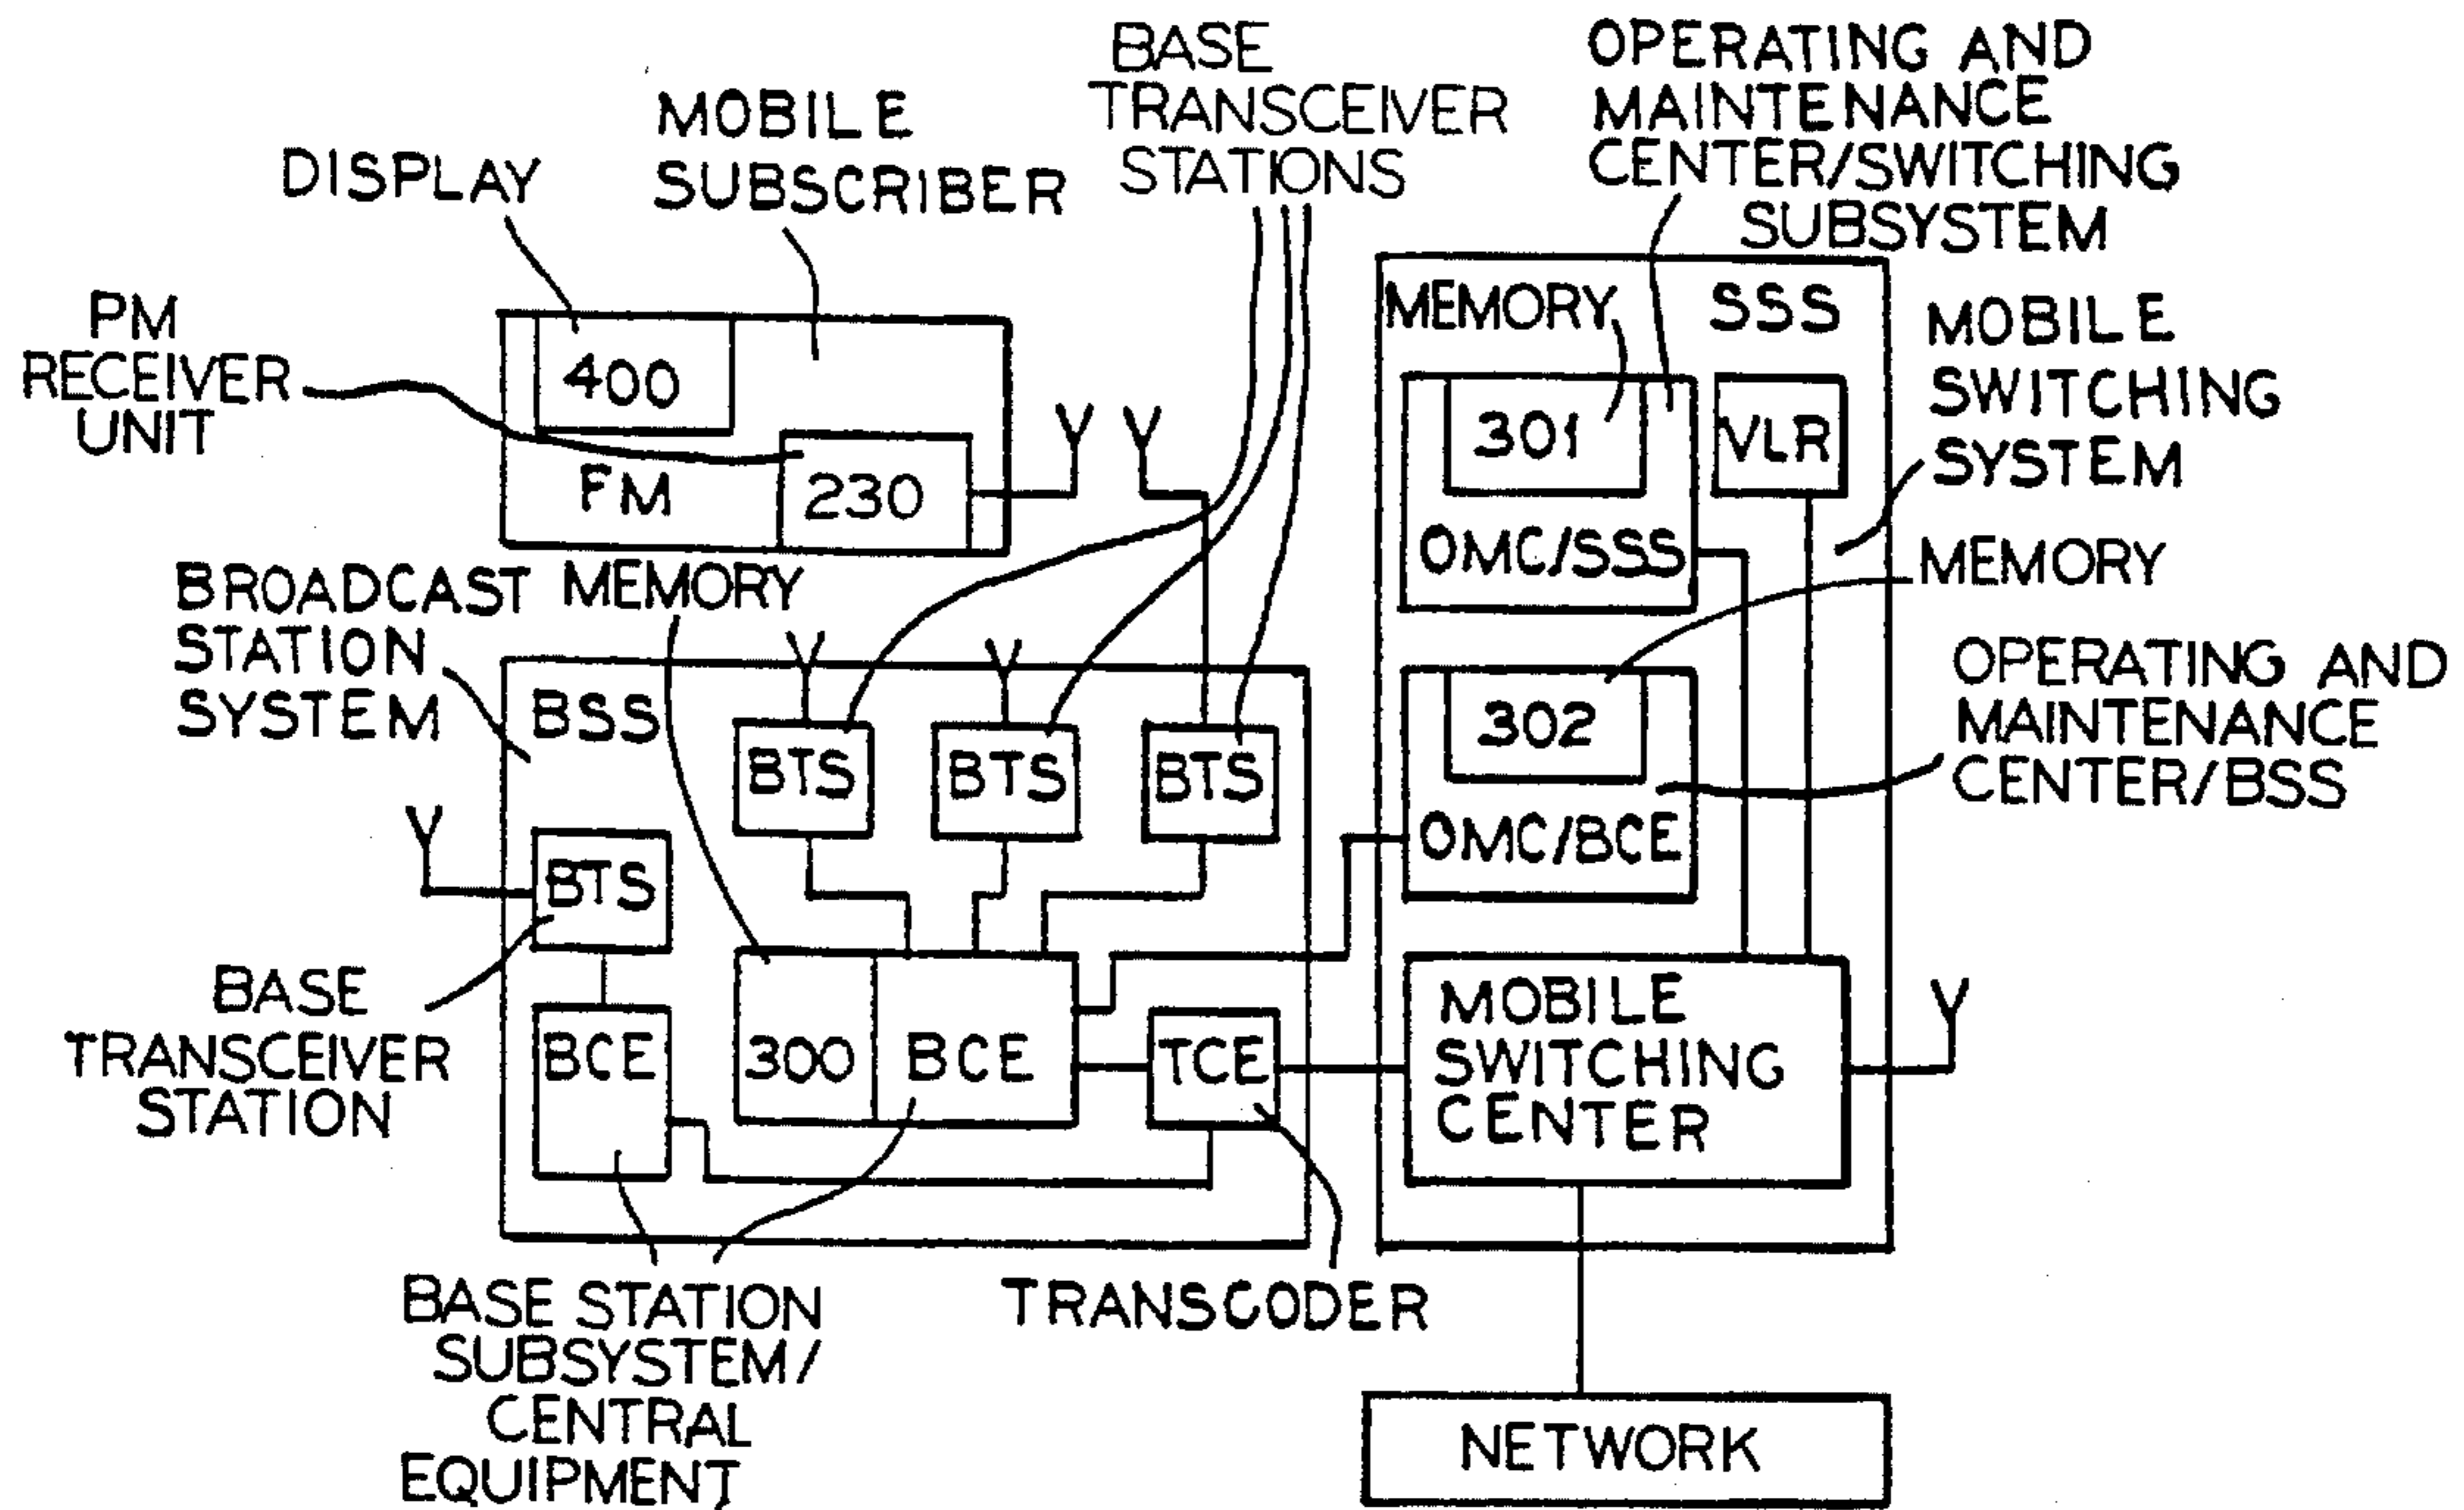 BASE
TRANSCEIVER
STATIONS
OPERATING AND
MAINTENANCE
CENTER/SWITCHING
SUBSYSTEM
MOBILE
SUBSCRIBER
DISPLAY
PM
RECEIVER
UNIT
400
FM
230
MEMORY
SSS
301
VLR
OMC/SSS
MOBILE
SWITCHING
SYSTEM
MEMORY
BROADCAST
STATION
SYSTEM
MEMORY
BSS
BTS
BTS
BTS
302
OMC/BCE
OPERATING AND
MAINTENANCE
CENTER/BSS
BTS
BASE
TRANSCEIVER
STATION
BCE
300
BCE
TCE
MOBILE
SWITCHING
CENTER
BASE STATION
SUBSYSTEM/
CENTRAL
EQUIPMENT
TRANSCODER
NETWORK